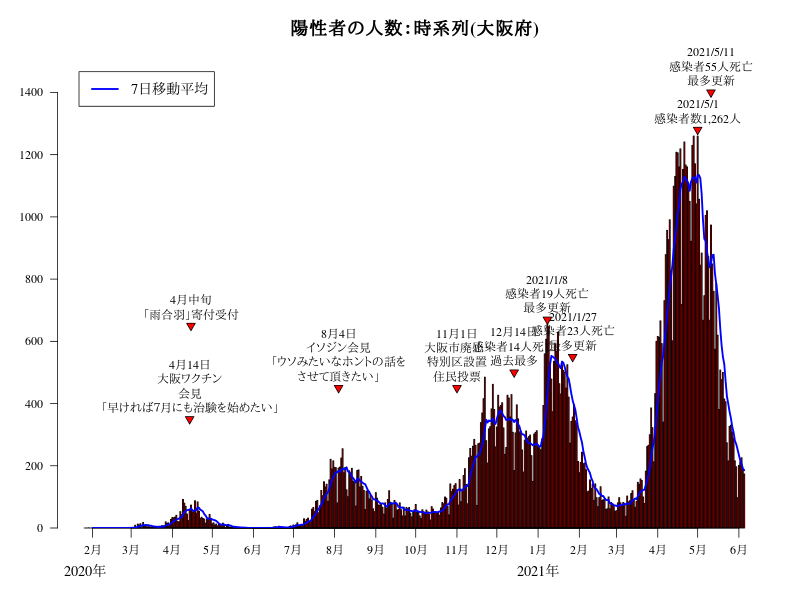 陽性者の人数:時系列(大阪府)
7日移動平均
2021/5/11
感染者55人死亡
最多更新
2021/5/1
感染者数1,262人
2021/1/8
感染者19人死亡
最多更新
2021/1/27
感染者23人死亡
最多更新
4月中旬
「雨合羽」寄付受付
4月14日
大阪ワクチン
会見
「早ければ7月にも治験を始めたい」
8月4日
イソジン会見
「ウソみたいなホントの話を
させて頂きたい」
11月1日
大阪市廃止
特別区設置
住民投票
12月14日
感染者14人死亡
過去最多
1400
1200
1000
800
600
400
200
0
2月 3月 4月 5月 6月 7月 8月 9月 10月 11月 12月 1月 2月 3月 4月 5月 6月
2020年 2021年